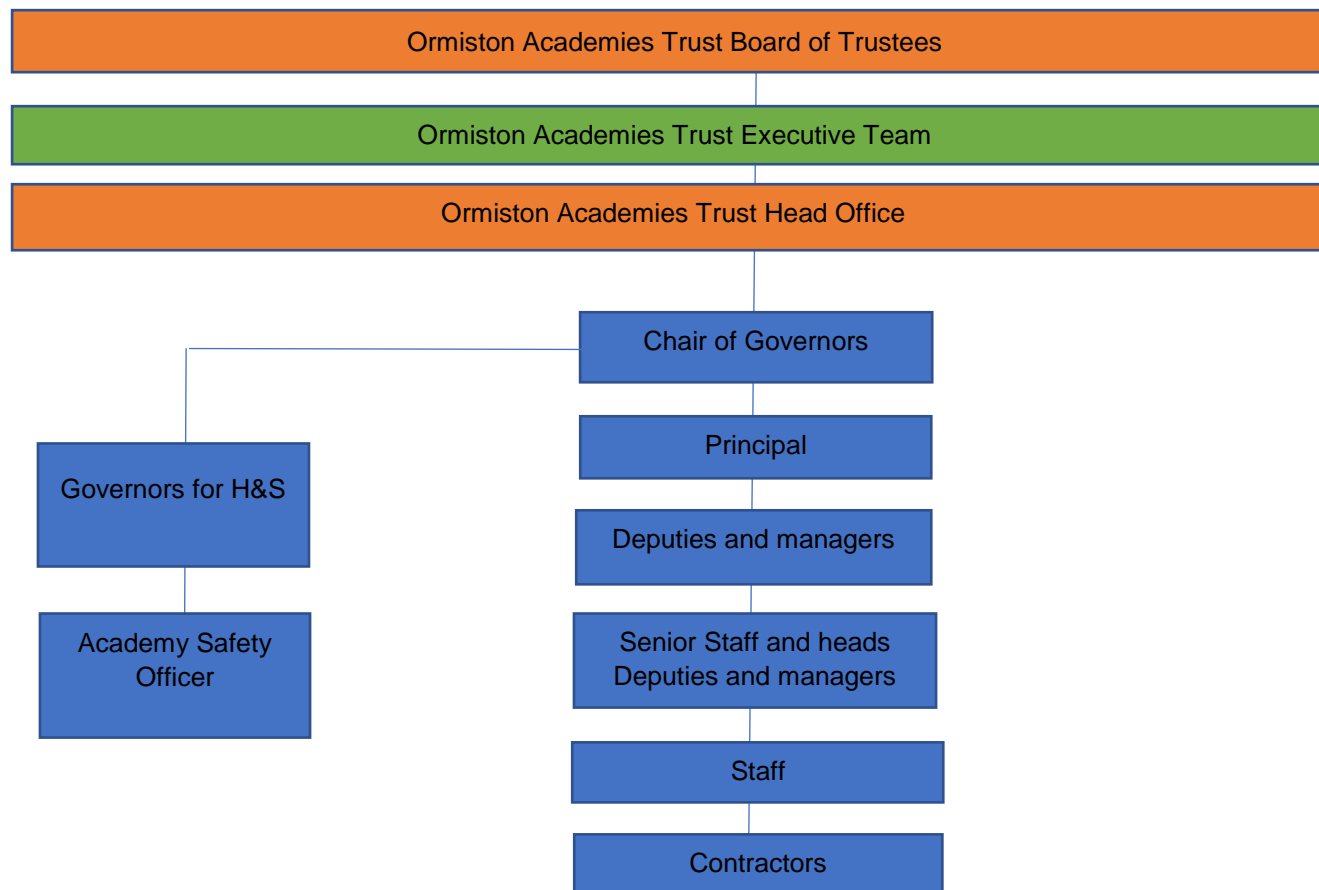 Ormiston Academies Trust Board of Trustees
Ormiston Academies Trust Executive Team
Ormiston Academies Trust Head Office
Chair of Governors
Principal
Governors for H&S
Deputies and managers
Academy Safety
Officer
Senior Staff and heads
Deputies and managers
Staff
Contractors